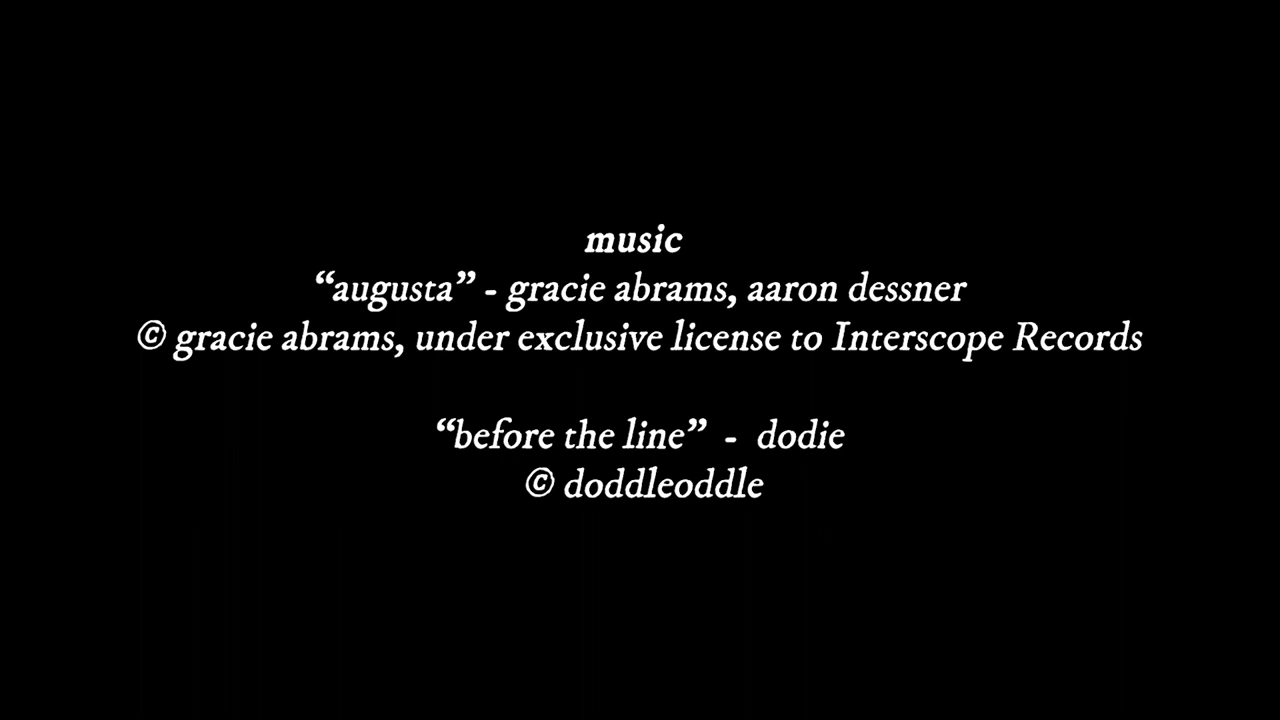 music
“augusta” - gracie abrams, aaron dessner
© gracie abrams, under exclusive license to Interscope Records
“before the line” - dodie
© doddleoddle